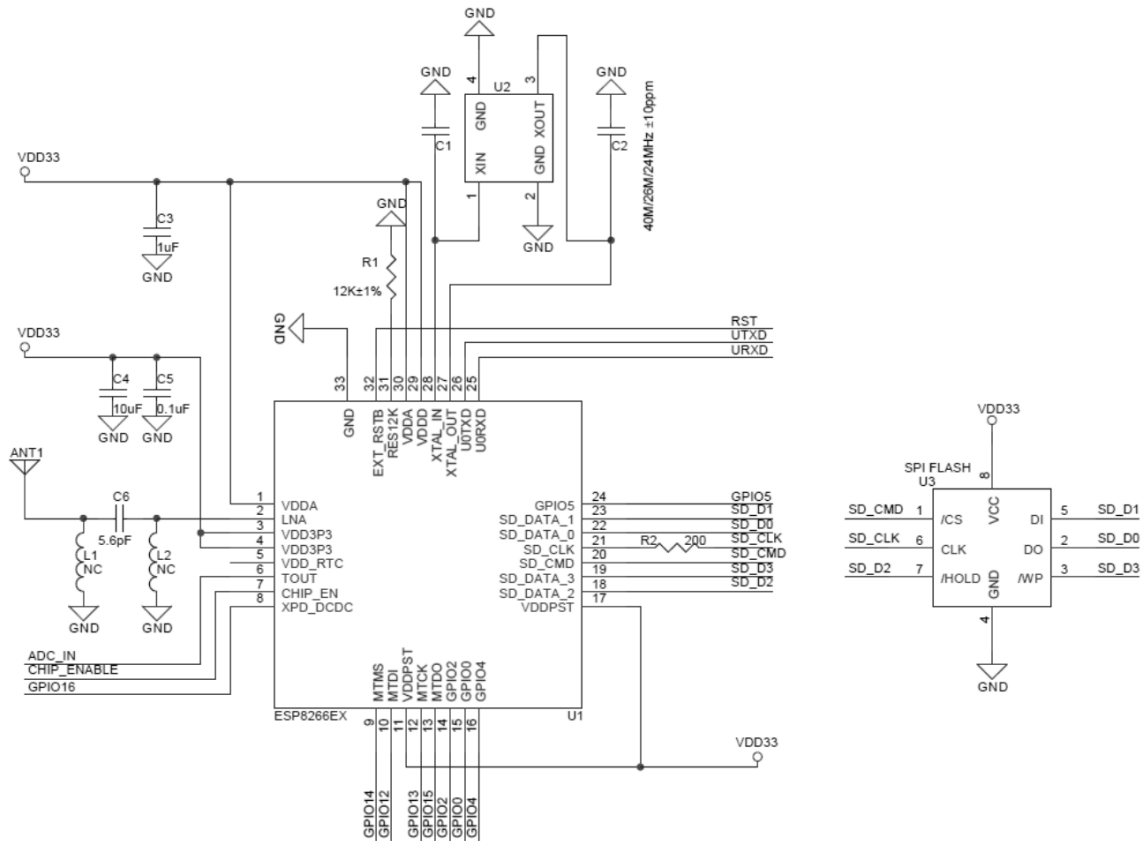 GND
GND
GND
4
3
U2
GND
XOUT
XIN
GND
C1
C2
1
2
GND
40M/26M/24MHz ±10ppm
VDD33
C3
1uF
GND
GND
R1
12K±1%
GND
RST
UTXD
URXD
VDD33
C4
10uF
GND
C5
0.1uF
GND
33
32
31
30
29
28
27
26
25
GND
EXT_RSTB
RES12K
VDDA
VDDD
XTAL_IN
XTAL_OUT
U0TXD
U0RXD
ANT1
C6
5.6pF
L1
NC
GND
L2
NC
GND
1 VDDA
2 LNA
3 VDD3P3
4 VDD3P3
5 VDD_RTC
6 TOUT
7 CHIP_EN
8 XPD_DCDC
ADC_IN
CHIP_ENABLE
GPIO16
GPIO5 24 GPIO5
SD_DATA_1 23 SD_D1
SD_DATA_0 22 SD_D0
SD_CLK 21 R2 200 SD_CLK
SD_CMD 20 SD_CMD
SD_DATA_3 19 SD_D3
SD_DATA_2 18 SD_D2
VDDPST 17
MTMS
MTDI
VDDPST
MTCK
MTDO
GPIO2
GPIO0
GPIO4
ESP8266EX
U1
9
10
11
12
13
14
15
16
GPIO14
GPIO12
GPIO13
GPIO15
GPIO2
GPIO0
GPIO4
VDD33
VDD33
8
SPI FLASH
U3
VCC
SD_CMD 1 /CS
SD_CLK 6 CLK
SD_D2 7 /HOLD
DI 5 SD_D1
DO 2 SD_D0
/WP 3 SD_D3
GND
4
GND